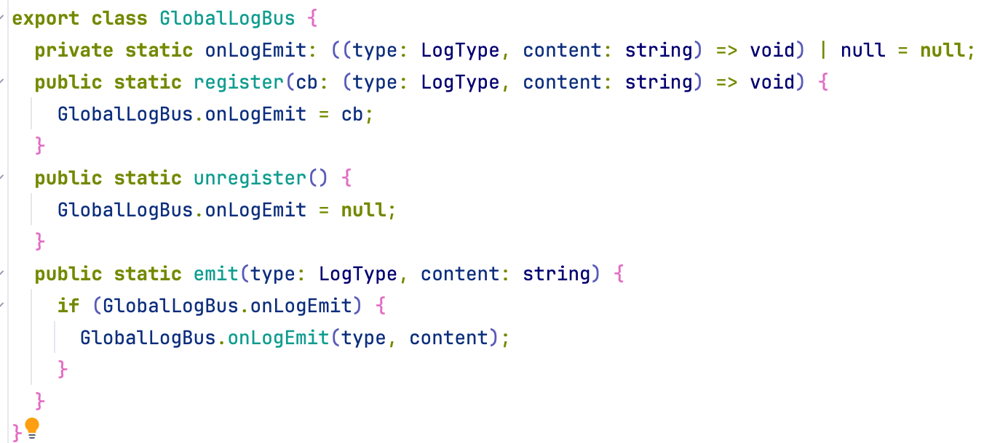 export class GlobalLogBus {
  private static onLogEmit: ((type: LogType, content: string) => void) | null = null;
  public static register(cb: (type: LogType, content: string) => void) {
    GlobalLogBus.onLogEmit = cb;
  }
  public static unregister() {
    GlobalLogBus.onLogEmit = null;
  }
  public static emit(type: LogType, content: string) {
    if (GlobalLogBus.onLogEmit) {
      GlobalLogBus.onLogEmit(type, content);
    }
  }
}